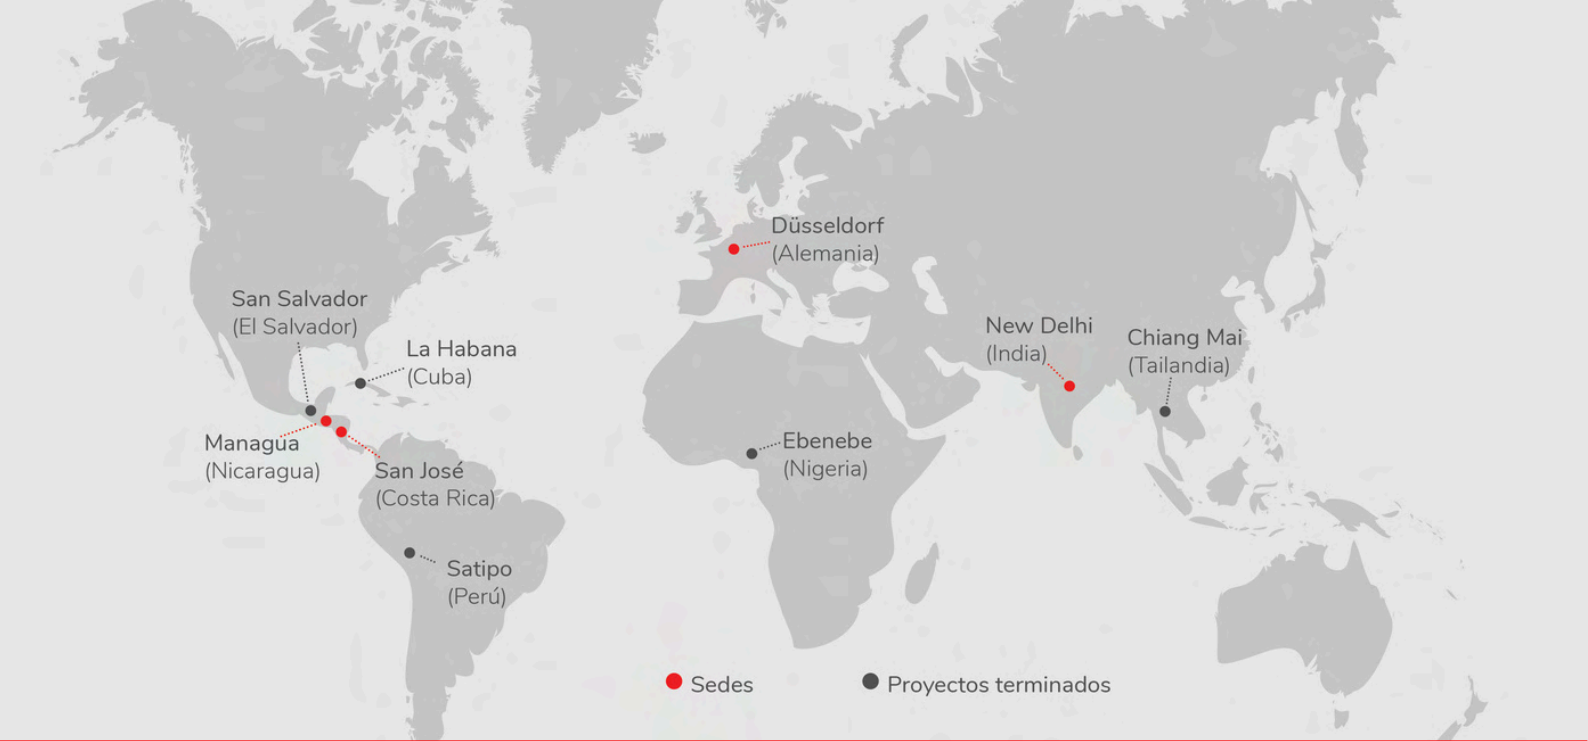 Düsseldorf
(Alemania)
San Salvador
(El Salvador)
La Habana
(Cuba)
New Delhi
(India)
Chiang Mai
(Tailandia)
Managua
(Nicaragua)
San José
(Costa Rica)
Ebenebe
(Nigeria)
Satipo
(Perú)
Sedes
Proyectos terminados